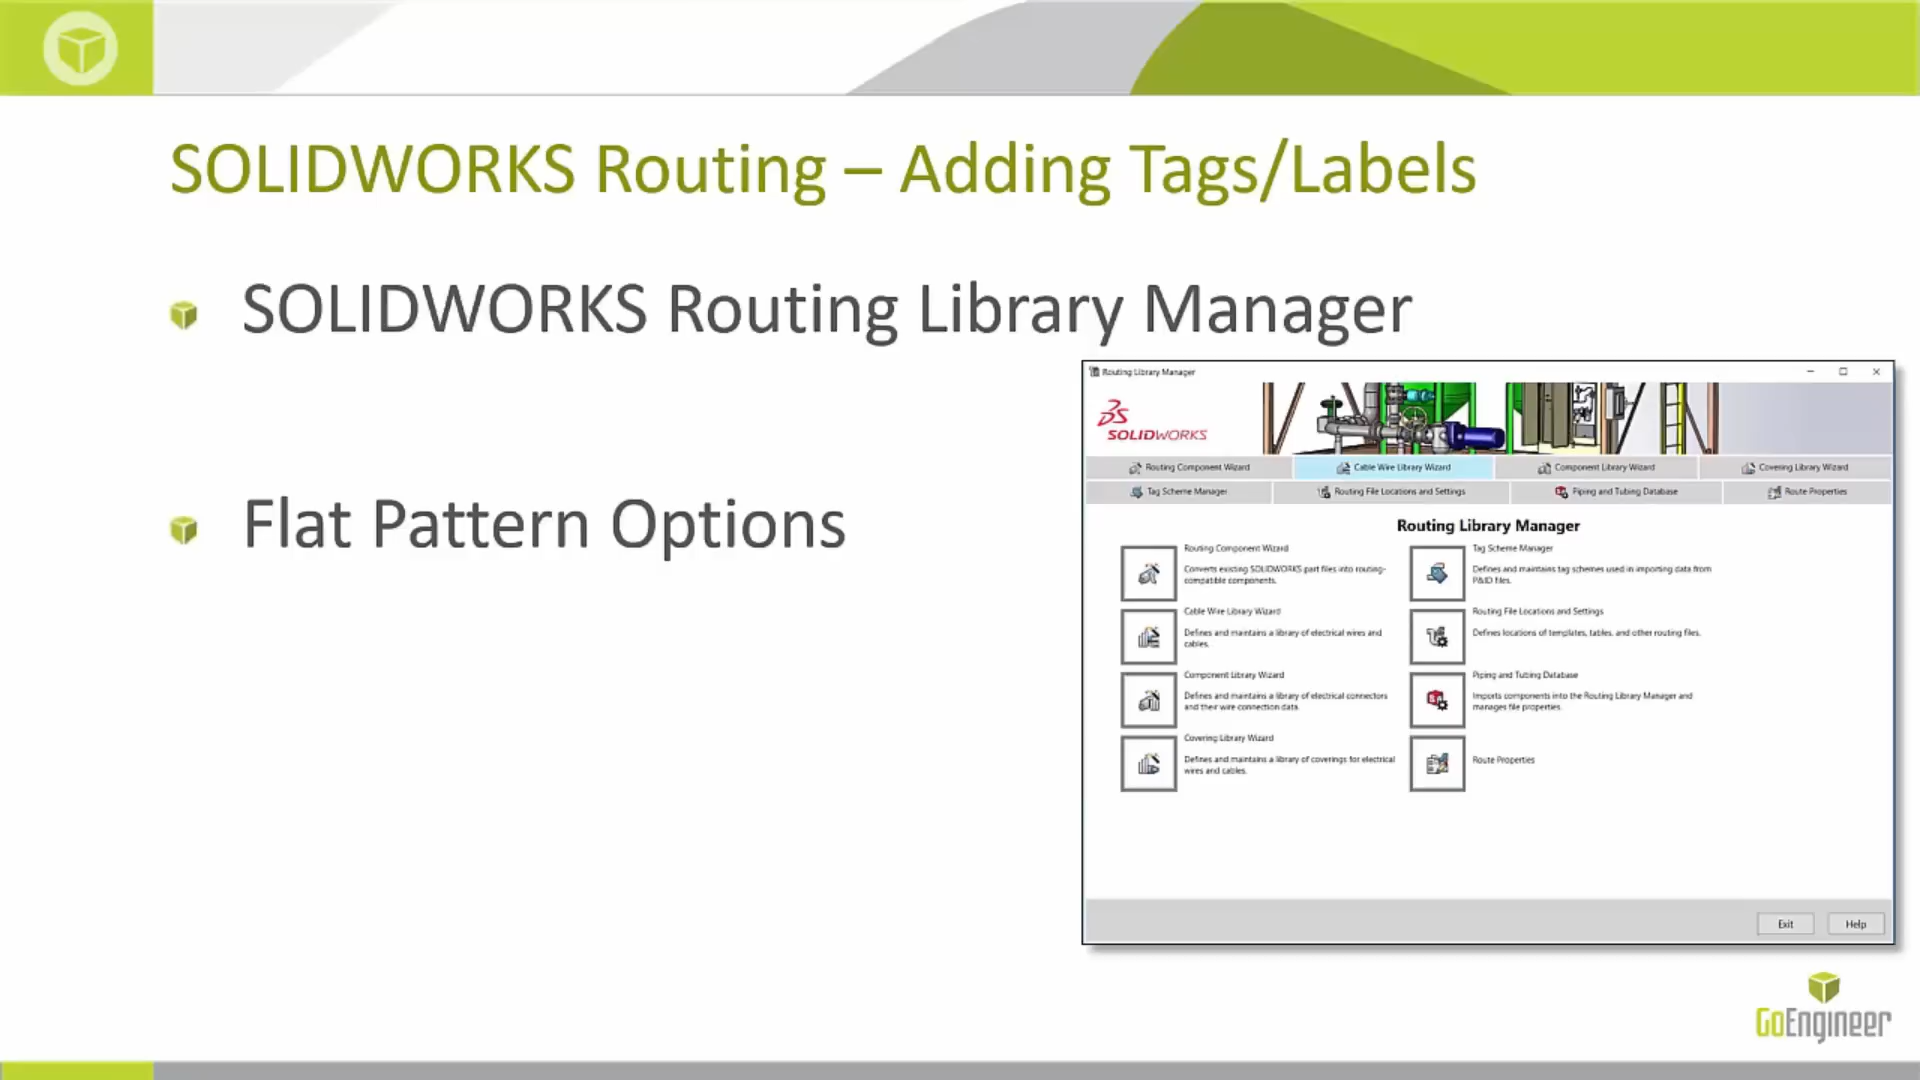 SOLIDWORKS Routing – Adding Tags/Labels
SOLIDWORKS Routing Library Manager
Flat Pattern Options
Routing Library Manager
DS SOLIDWORKS
Routing Component Wizard
Cable Wire Library Wizard
Component Library Wizard
Covering Library Wizard
Tag Scheme Manager
Routing File Locations and Settings
Piping and Tubing Database
Route Properties
Routing Library Manager
Routing Component Wizard
Converts existing SOLIDWORKS part files into routing-
compatible components.
Cable Wire Library Wizard
Defines and maintains a library of electrical wires and
cables.
Component Library Wizard
Defines and maintains a library of electrical connectors
and their wire connection data.
Covering Library Wizard
Defines and maintains a library of coverings for electrical
wires and cables.
Tag Scheme Manager
Defines and maintains tag schemes used in importing data from
P&ID files.
Routing File Locations and Settings
Defines locations of templates, tables, and other routing files.
Piping and Tubing Database
Imports components into the Routing Library Manager and
manages file properties.
Route Properties
Exit
Help
GoEngineer